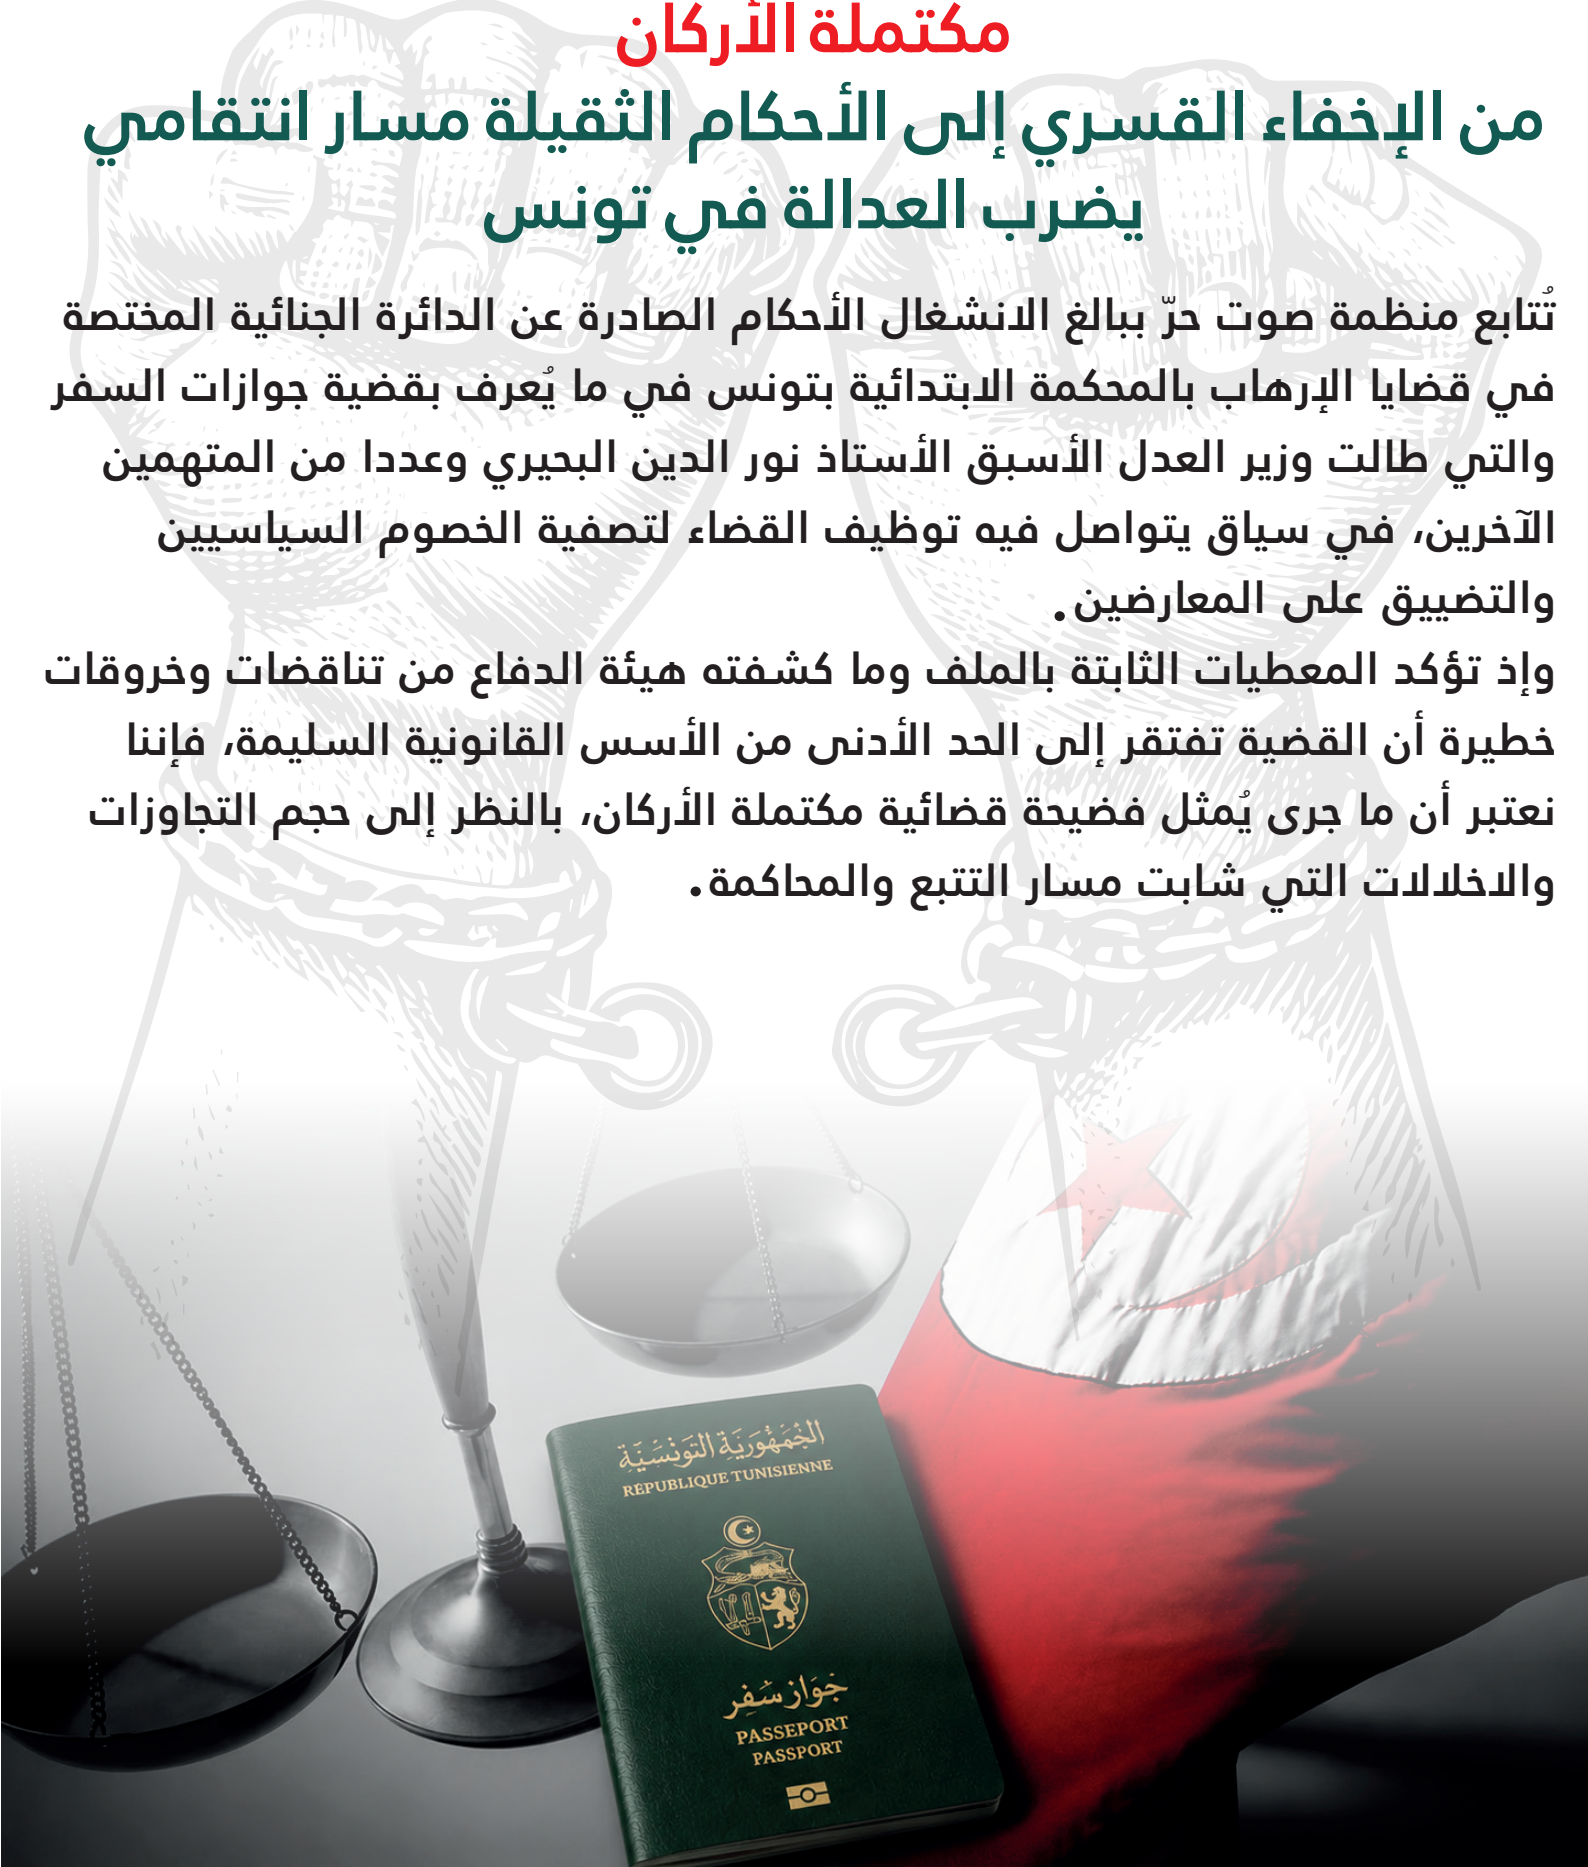 مكتملة الأركان
من الإخفاء القسري إلى الأحكام الثقيلة مسار انتقامي
يضرب العدالة في تونس
تُتابع منظمة صوت حرّ ببالغ الانشغال الأحكام الصادرة عن الدائرة الجنائية المختصة
في قضايا الإرهاب بالمحكمة الابتدائية بتونس في ما يُعرف بقضية جوازات السفر
والتي طالت وزير العدل الأسبق الأستاذ نور الدين البحيري وعددا من المتهمين
الآخرين، في سياق يتواصل فيه توظيف القضاء لتصفية الخصوم السياسيين
والتضييق على المعارضين.
وإذ تؤكد المعطيات الثابتة بالملف وما كشفته هيئة الدفاع من تناقضات وخروقات
خطيرة أن القضية تفتقر إلى الحد الأدنى من الأسس القانونية السليمة، فإننا
نعتبر أن ما جرى يُمثل فضيحة قضائية مكتملة الأركان، بالنظر إلى حجم التجاوزات
والاخلالات التي شابت مسار التتبع والمحاكمة.
الجُمَهُورِيَة التونسيَة
RÉPUBLIQUE TUNISIENNE
جَوَاز سَفِر
PASSEPORT
PASSPORT